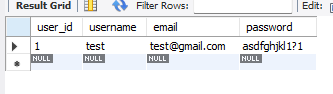 Result Grid Filter Rows: Edit:
user_id username email password
1 test test@gmail.com asdfghjkl1?1
NULL NULL NULL NULL